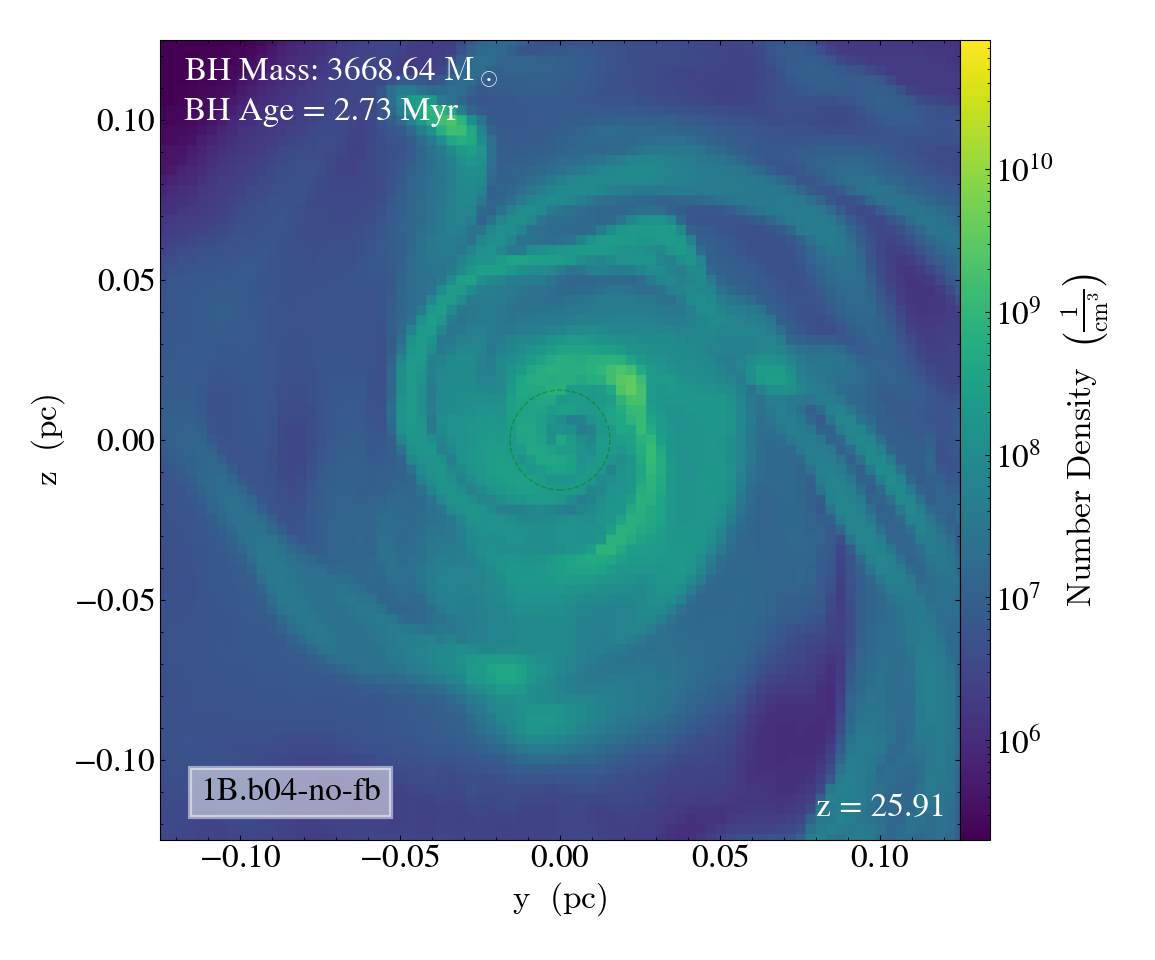 BH Mass: 3668.64 M☉
BH Age = 2.73 Myr
0.10
0.05
0.00
−0.05
−0.10
z (pc)
1B.b04-no-fb
z = 25.91
−0.10 −0.05 0.00 0.05 0.10
y (pc)
10¹⁰
10⁹
10⁸
10⁷
10⁶
Number Density (1/cm³)